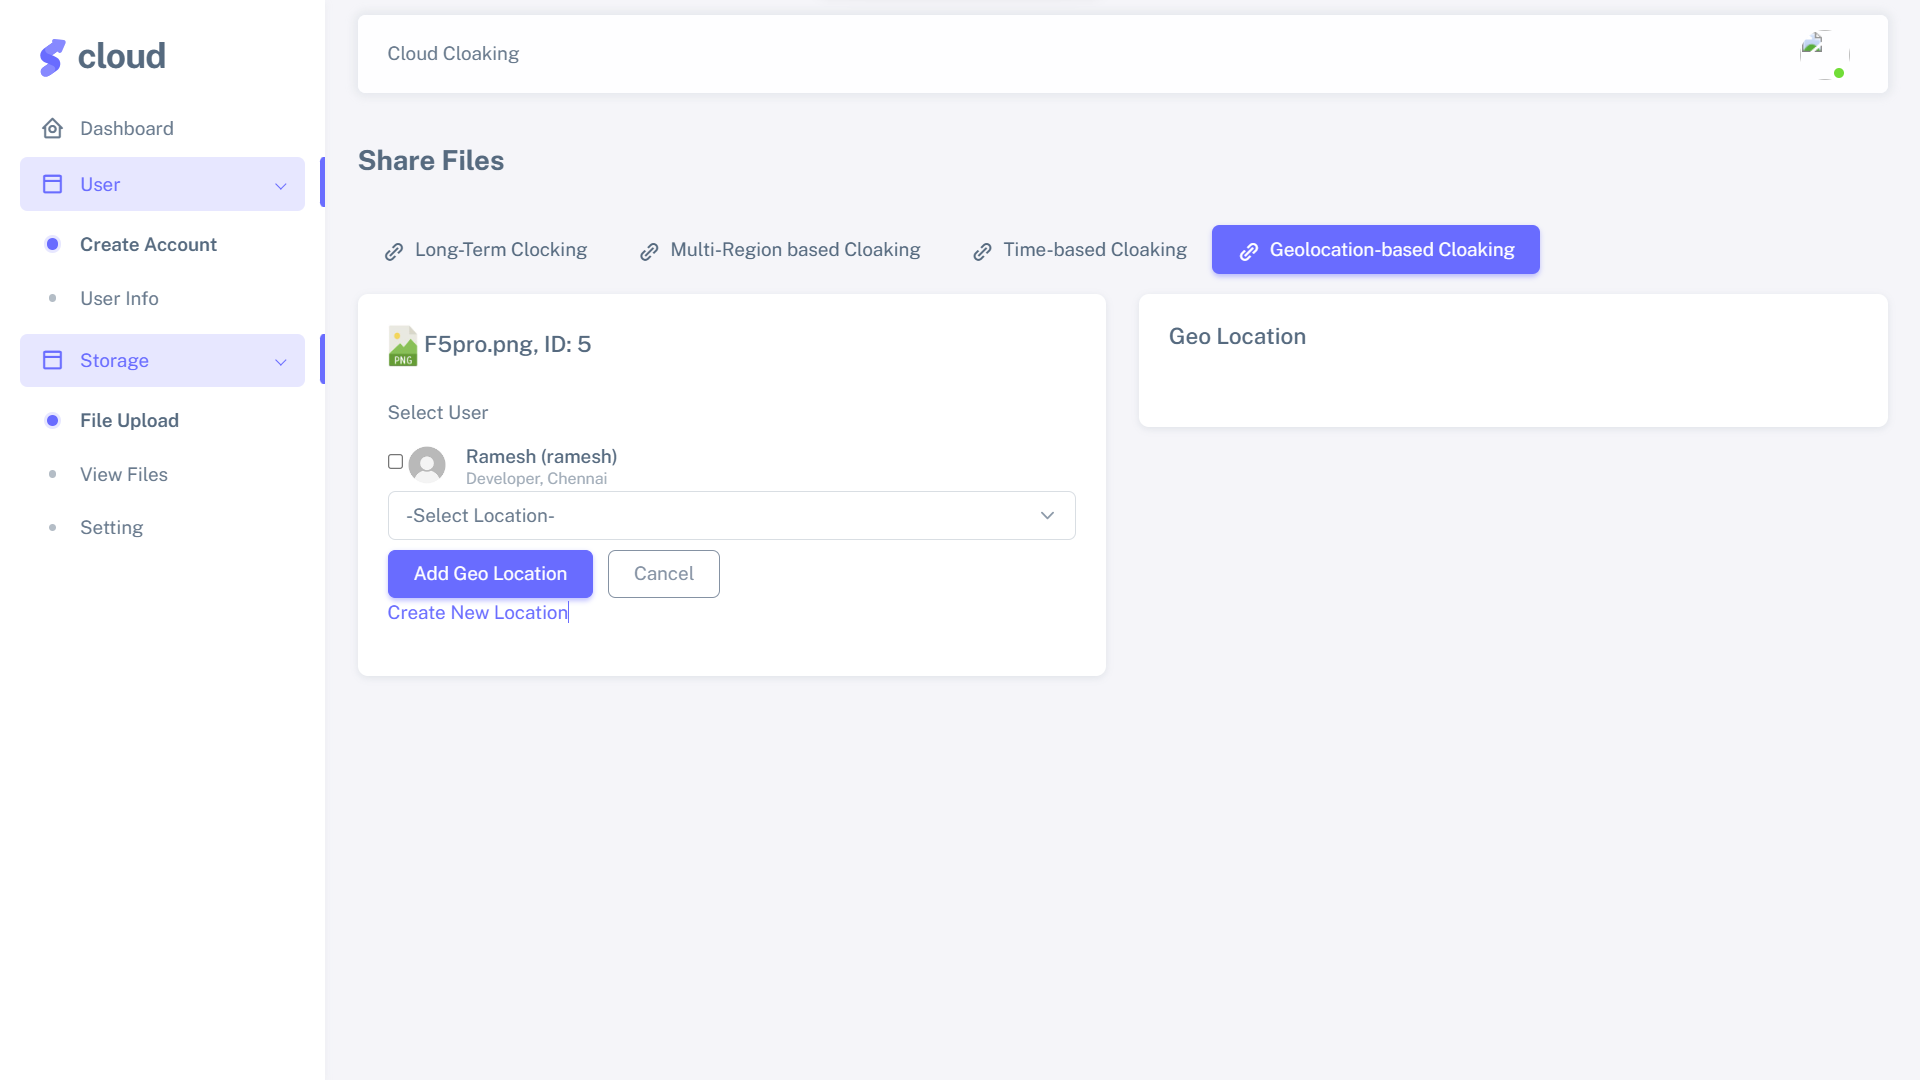 cloud
Dashboard
User
Create Account
User Info
Storage
File Upload
View Files
Setting
Cloud Cloaking
Share Files
Long-Term Clocking
Multi-Region based Cloaking
Time-based Cloaking
Geolocation-based Cloaking
PNG
F5pro.png, ID: 5
Select User
Ramesh (ramesh)
Developer, Chennai
-Select Location-
Add Geo Location
Cancel
Create New Location
Geo Location